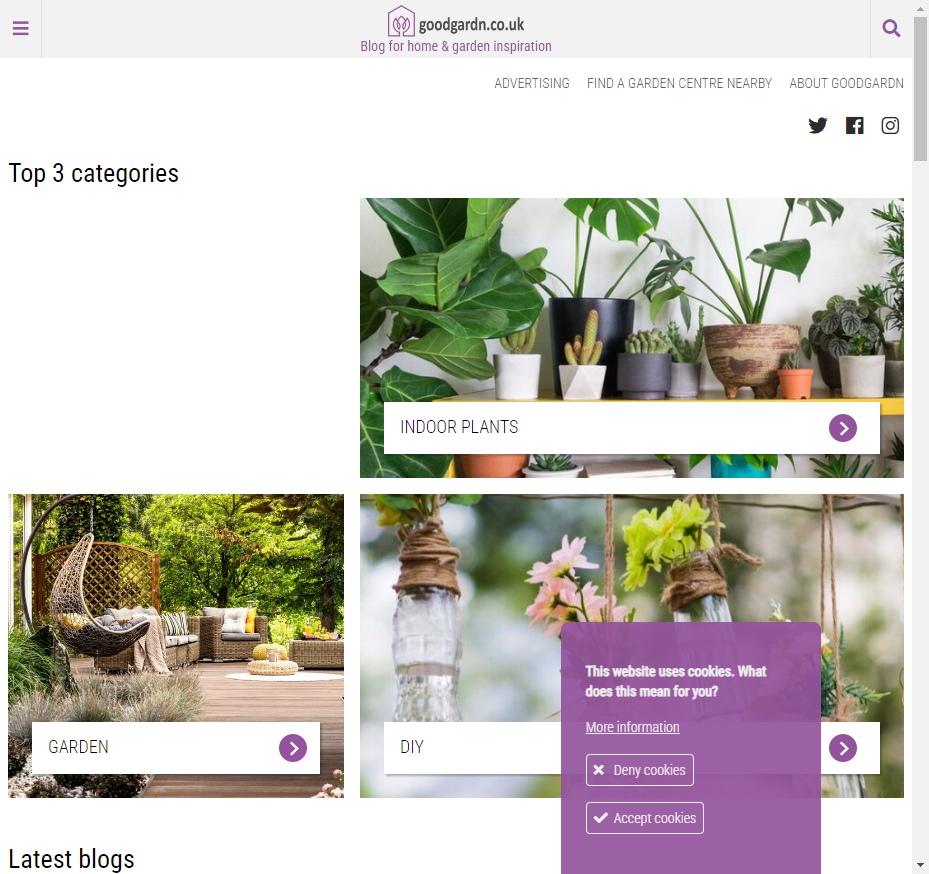 goodgardn.co.uk
Blog for home & garden inspiration
ADVERTISING FIND A GARDEN CENTRE NEARBY ABOUT GOODGARDN
Top 3 categories
INDOOR PLANTS
GARDEN
DIY
This website uses cookies. What
does this mean for you?
More information
Deny cookies
Accept cookies
Latest blogs